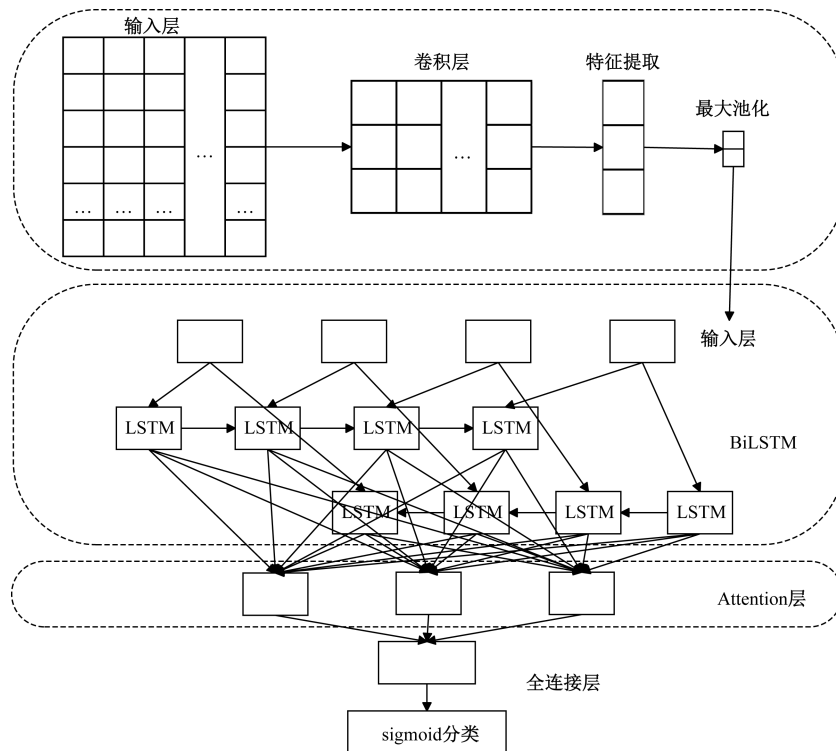 输入层
卷积层
特征提取
最大池化
…
…
… … … …
输入层
LSTM LSTM LSTM LSTM
BiLSTM
LSTM LSTM LSTM LSTM
Attention层
全连接层
sigmoid分类